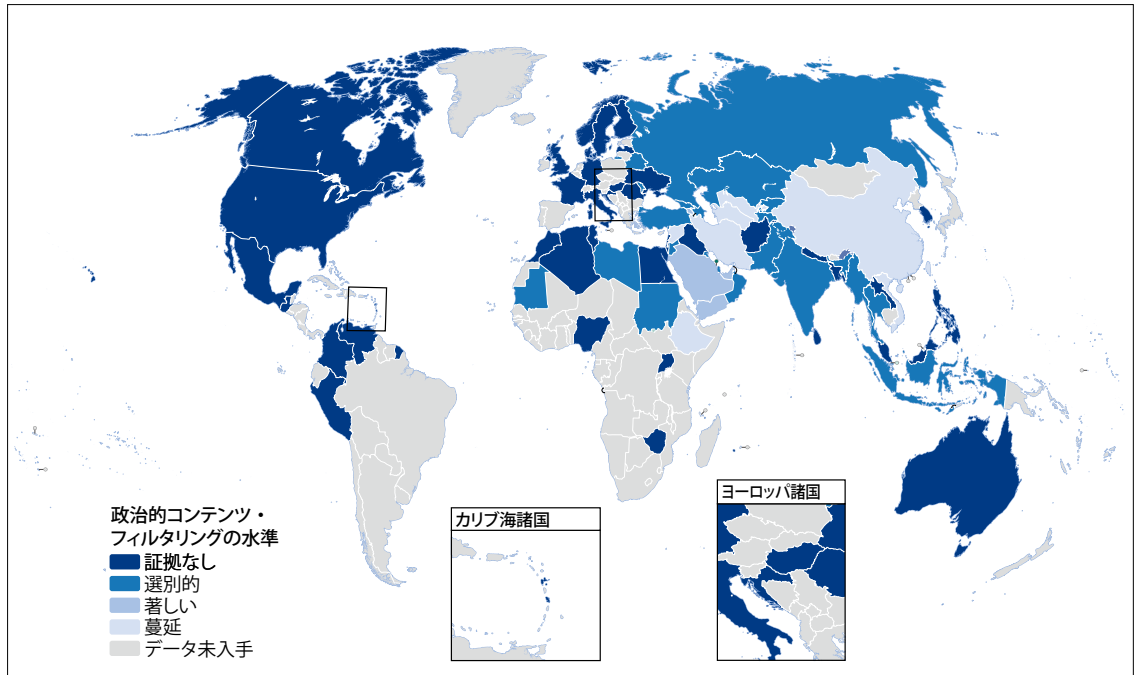 政治的コンテンツ・
フィルタリングの水準
証拠なし
選別的
著しい
蔓延
データ未入手
カリブ海諸国
ヨーロッパ諸国